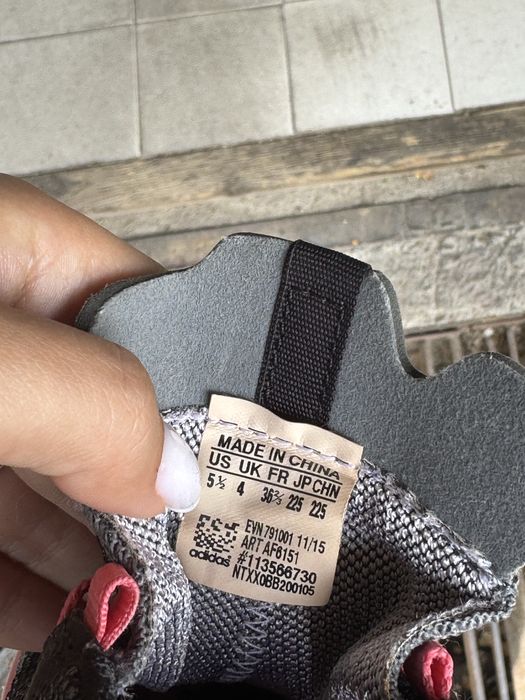 MADE IN CHINA
US UK FR JP CHN
5½ 4 36⅔ 225 225
EVN 791001 11/15
ART AF6151
adidas #113566730
NTXX0BB200105